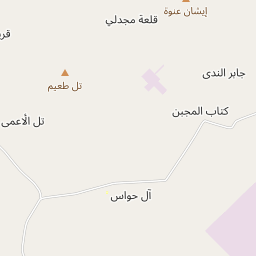 إيشان عنوة
قلعة مجدلي
جابر الندى
تل طعيم
كتاب المجبن
تل الأعمى
آل حواس